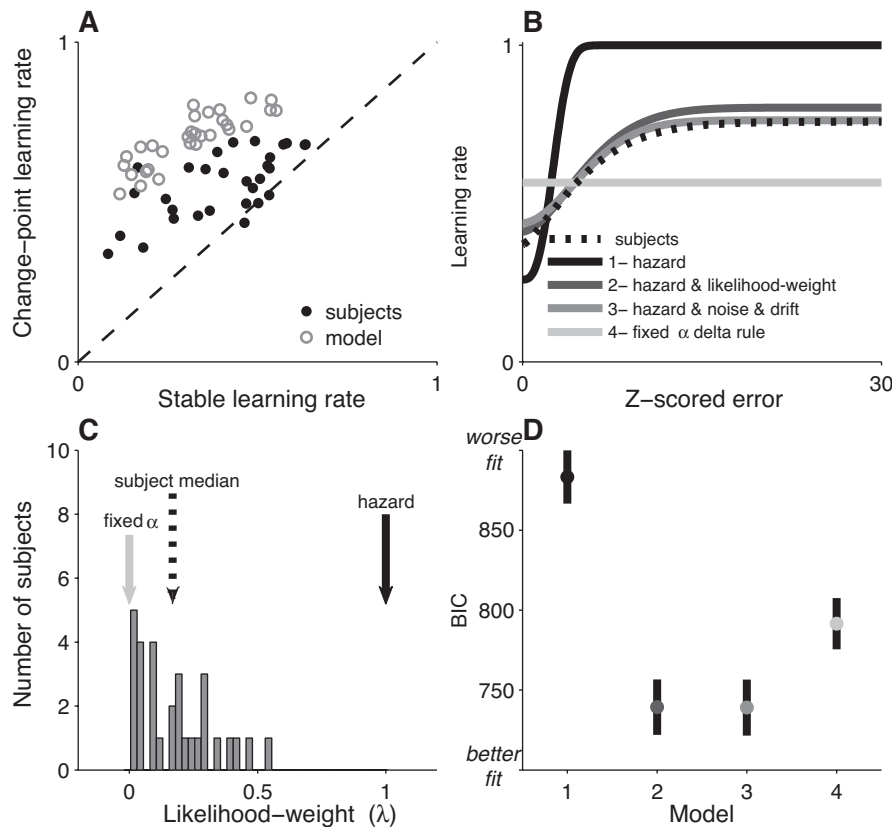 A
1
Change-point learning rate
subjects
model
0
0
1
Stable learning rate
B
1
Learning rate
subjects
1- hazard
2- hazard & likelihood-weight
3- hazard & noise & drift
4- fixed α delta rule
0
0
30
Z-scored error
C
10
8
6
4
2
0
Number of subjects
subject median
fixed α
hazard
0
0.5
1
Likelihood-weight (λ)
D
worse
fit
850
800
750
BIC
better
fit
1
2
3
4
Model